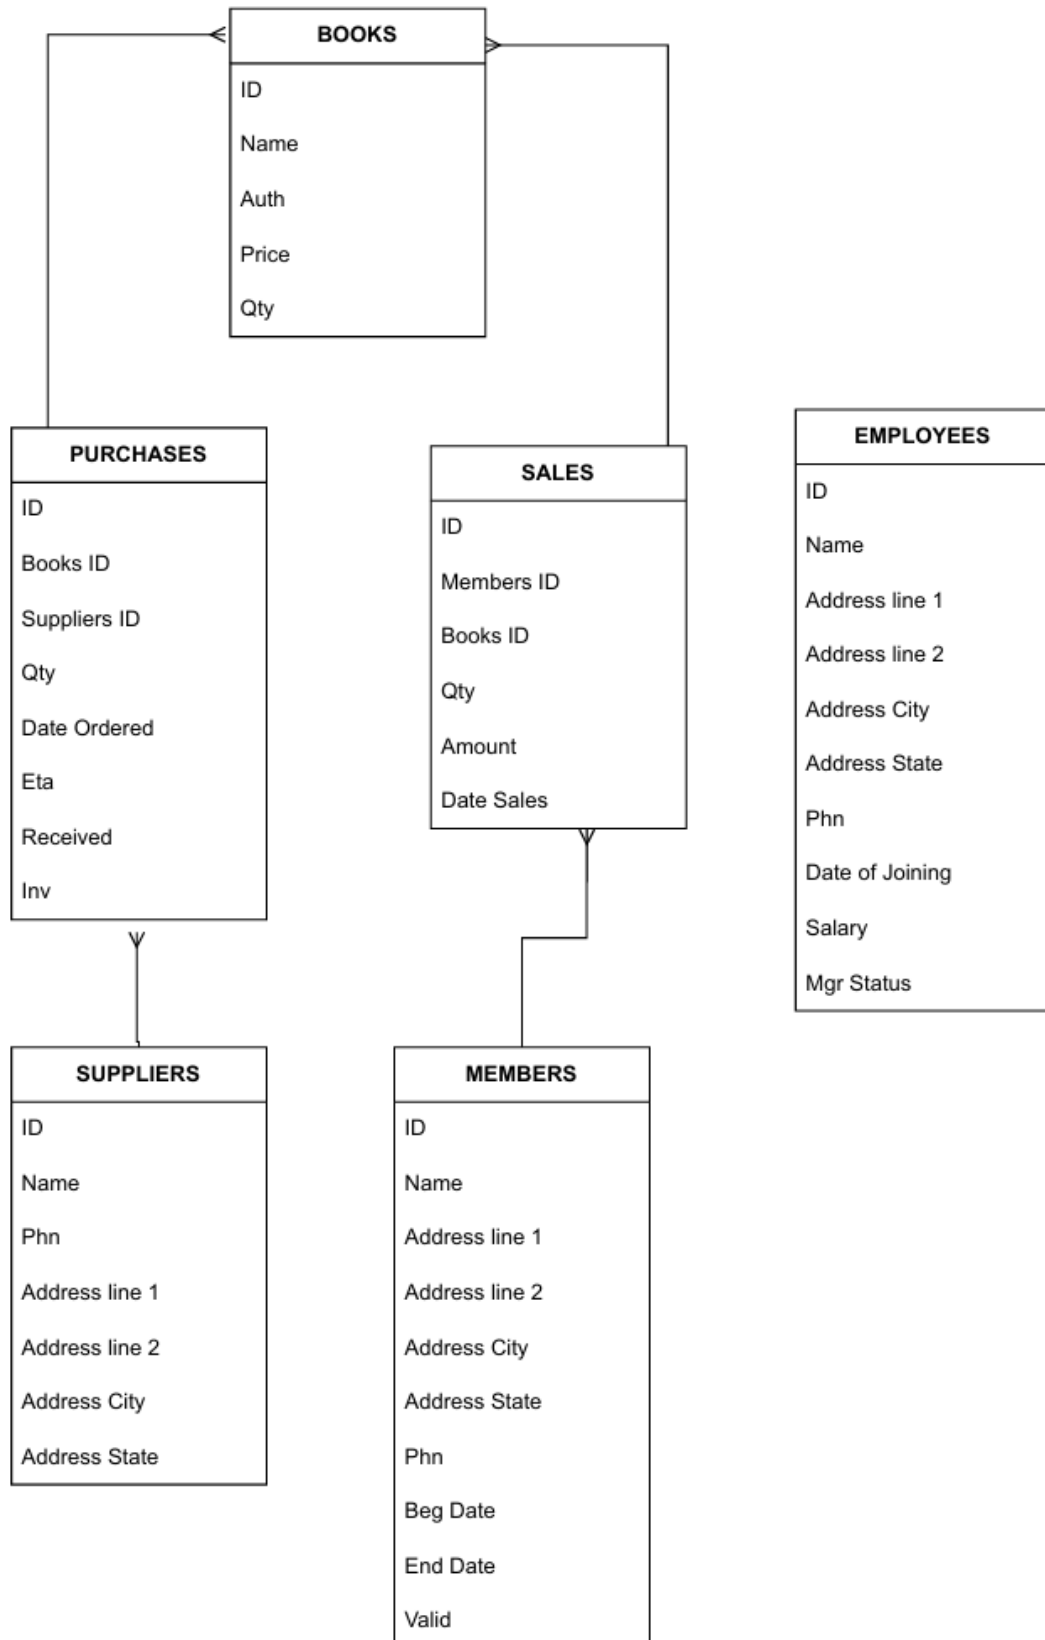 BOOKS
ID
Name
Auth
Price
Qty
PURCHASES
ID
Books ID
Suppliers ID
Qty
Date Ordered
Eta
Received
Inv
SALES
ID
Members ID
Books ID
Qty
Amount
Date Sales
EMPLOYEES
ID
Name
Address line 1
Address line 2
Address City
Address State
Phn
Date of Joining
Salary
Mgr Status
SUPPLIERS
ID
Name
Phn
Address line 1
Address line 2
Address City
Address State
MEMBERS
ID
Name
Address line 1
Address line 2
Address City
Address State
Phn
Beg Date
End Date
Valid